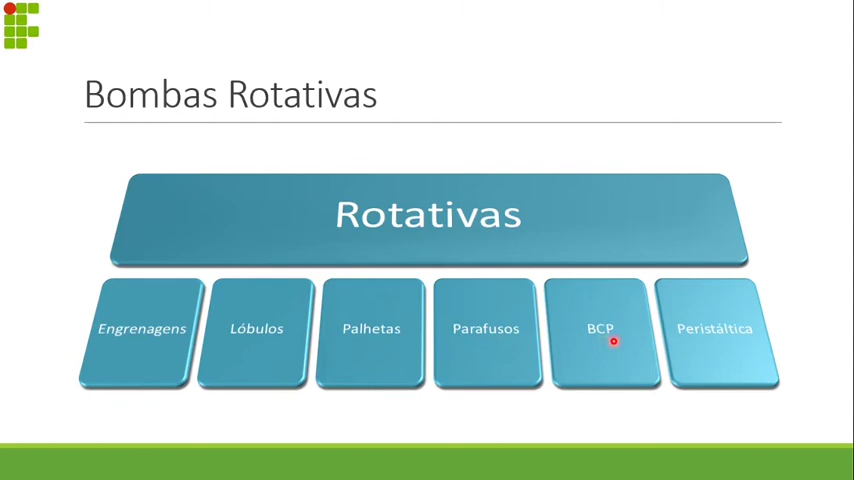 Bombas Rotativas
Rotativas
Engrenagens
Lóbulos
Palhetas
Parafusos
BCP
Peristáltica